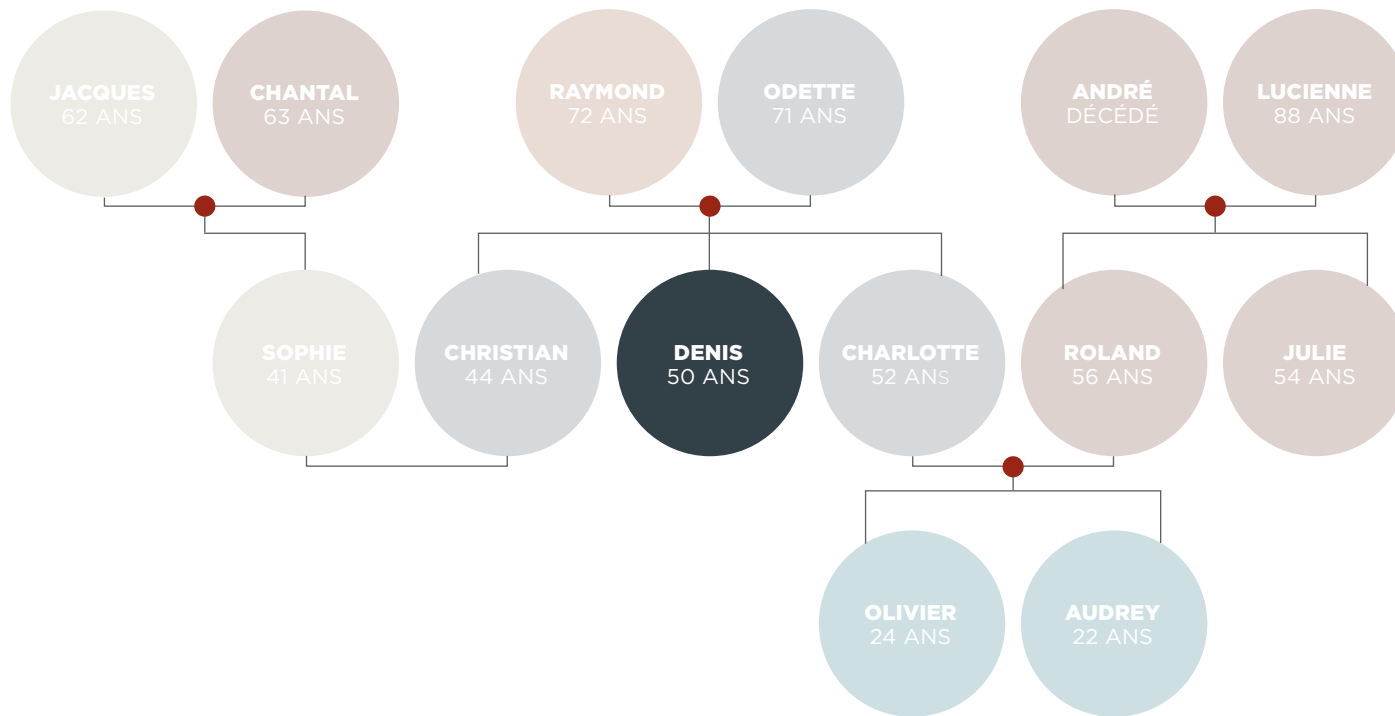 JACQUES
62 ANS
CHANTAL
63 ANS
RAYMOND
72 ANS
ODETTE
71 ANS
ANDRÉ
DÉCÉDÉ
LUCIENNE
88 ANS
SOPHIE
41 ANS
CHRISTIAN
44 ANS
DENIS
50 ANS
CHARLOTTE
52 ANS
ROLAND
56 ANS
JULIE
54 ANS
OLIVIER
24 ANS
AUDREY
22 ANS